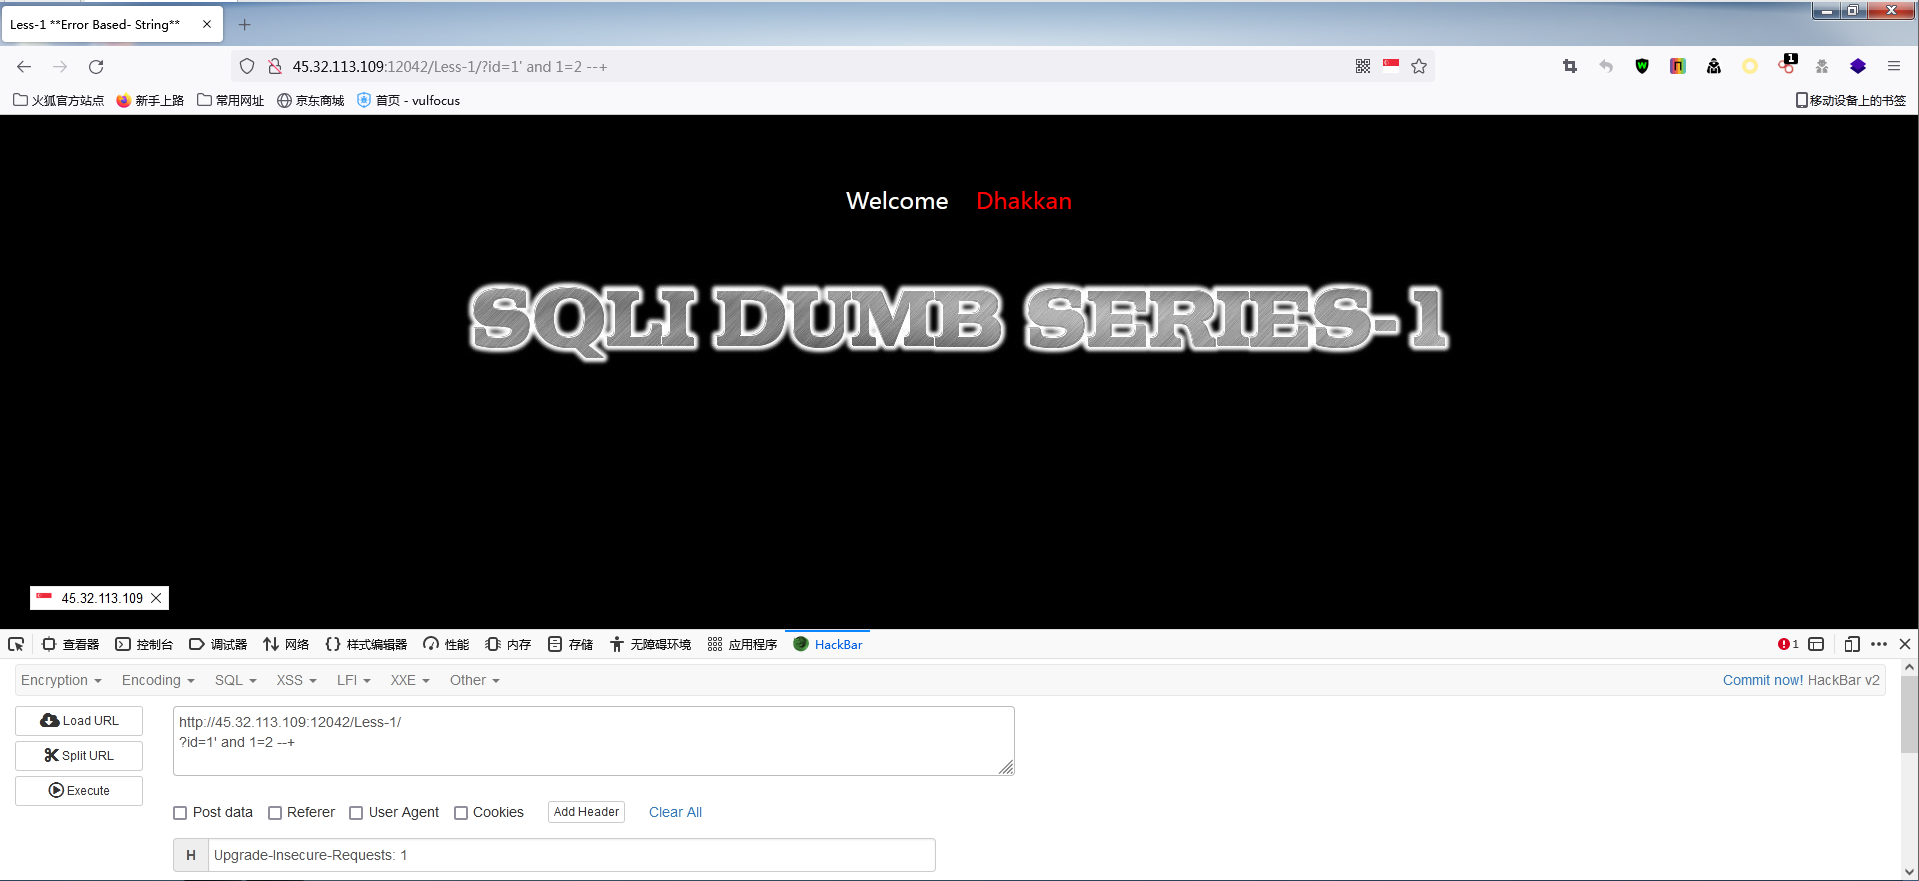 Less-1 **Error Based- String**
45.32.113.109:12042/Less-1/?id=1' and 1=2 --+
1
火狐官方站点 新手上路 常用网址 京东商城 首页 - vulfocus 移动设备上的书签
Welcome Dhakkan
SQLI DUMB SERIES-1
45.32.113.109
查看器 控制台 调试器 网络 样式编辑器 性能 内存 存储 无障碍环境 应用程序 HackBar 1
Encryption Encoding SQL XSS LFI XXE Other Commit now! HackBar v2
Load URL
Split URL
Execute
http://45.32.113.109:12042/Less-1/
?id=1' and 1=2 --+
Post data Referer User Agent Cookies Add Header Clear All
H Upgrade-Insecure-Requests: 1